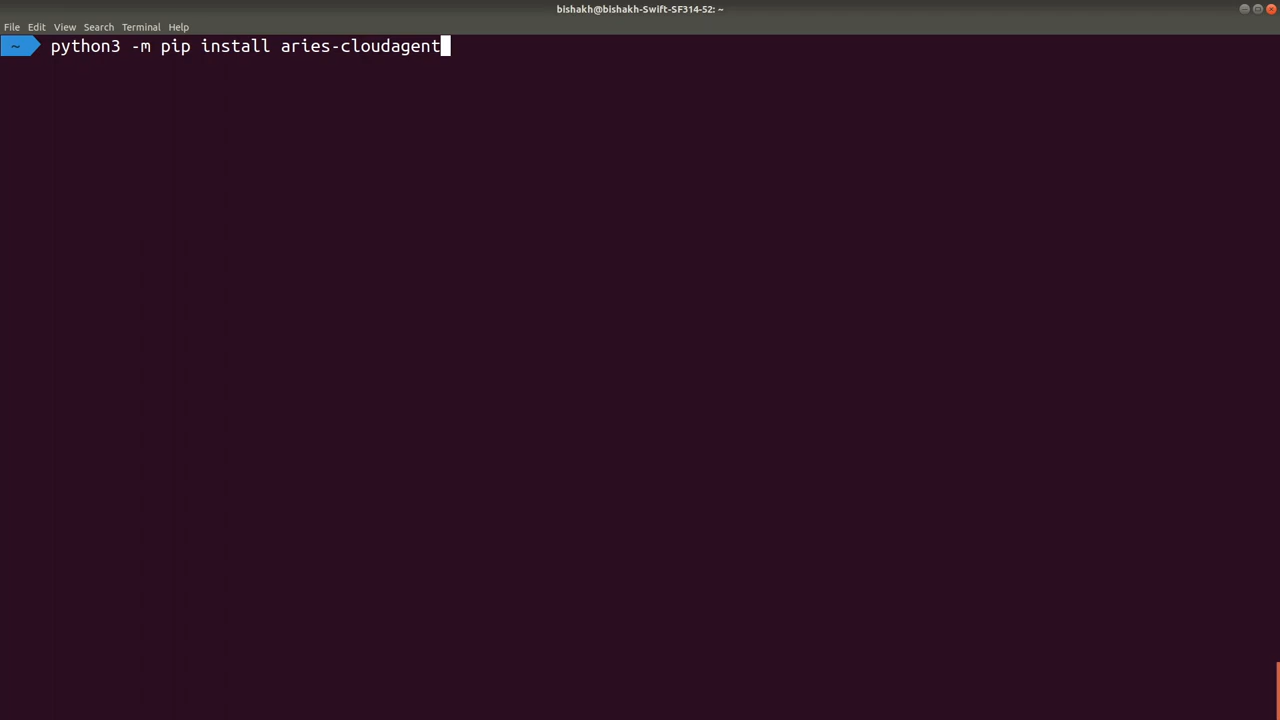 bishakh@bishakh-Swift-SF314-52: ~
File Edit View Search Terminal Help
~ python3 -m pip install aries-cloudagent